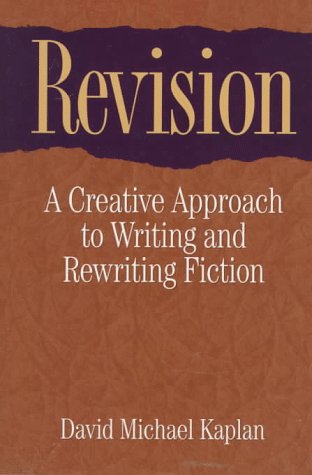 Revision
A Creative Approach
to Writing and
Rewriting Fiction
David Michael Kaplan